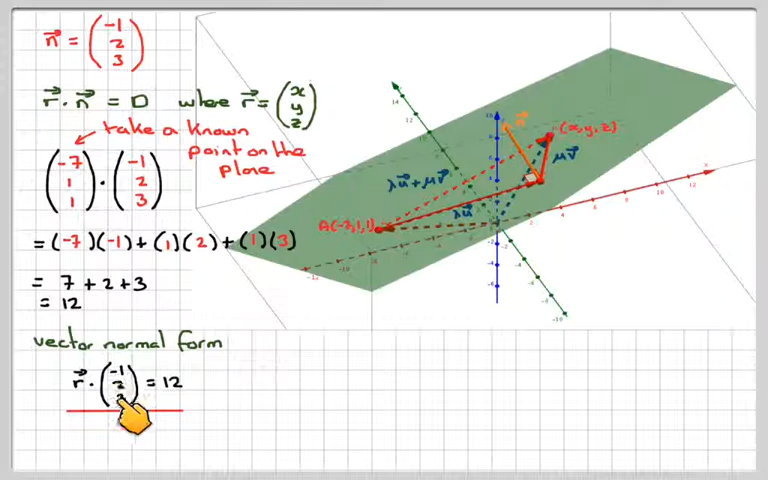 n⃗ = (-1 2 3)
r⃗ · n⃗ = D where r⃗ = (x y z)
take a known
point on the
plane
(-7 1 1) · (-1 2 3)
= (-7)(-1) + (1)(2) + (1)(3)
= 7 + 2 + 3
= 12
vector normal form
r⃗ · (-1 2 3) = 12
n⃗
(x,y,z)
μv⃗
λu⃗ + μv⃗
λu⃗
A(-7,1,1)